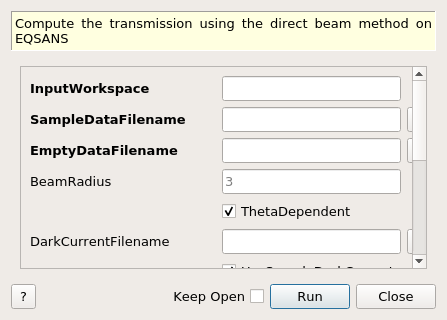 Compute the transmission using the direct beam method on
EQSANS
InputWorkspace
SampleDataFilename
EmptyDataFilename
BeamRadius 3
ThetaDependent
DarkCurrentFilename
? Keep Open Run Close